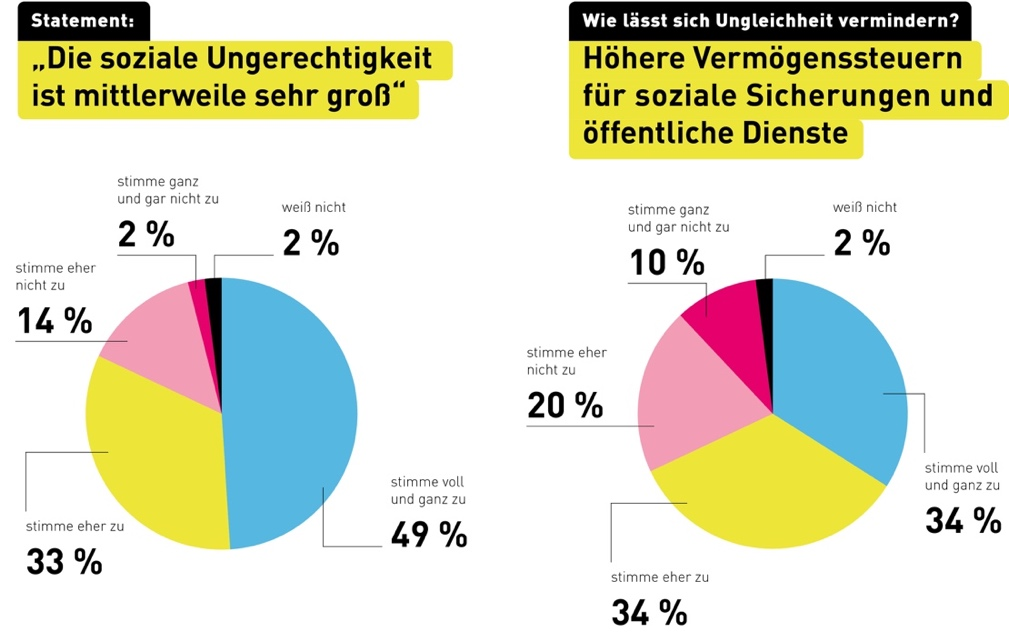 Statement:
„Die soziale Ungerechtigkeit
ist mittlerweile sehr groß“
stimme ganz
und gar nicht zu
2 %
weiß nicht
2 %
stimme eher
nicht zu
14 %
stimme eher zu
33 %
stimme voll
und ganz zu
49 %
Wie lässt sich Ungleichheit vermindern?
Höhere Vermögenssteuern
für soziale Sicherungen und
öffentliche Dienste
stimme ganz
und gar nicht zu
10 %
weiß nicht
2 %
stimme eher
nicht zu
20 %
stimme voll
und ganz zu
34 %
stimme eher zu
34 %